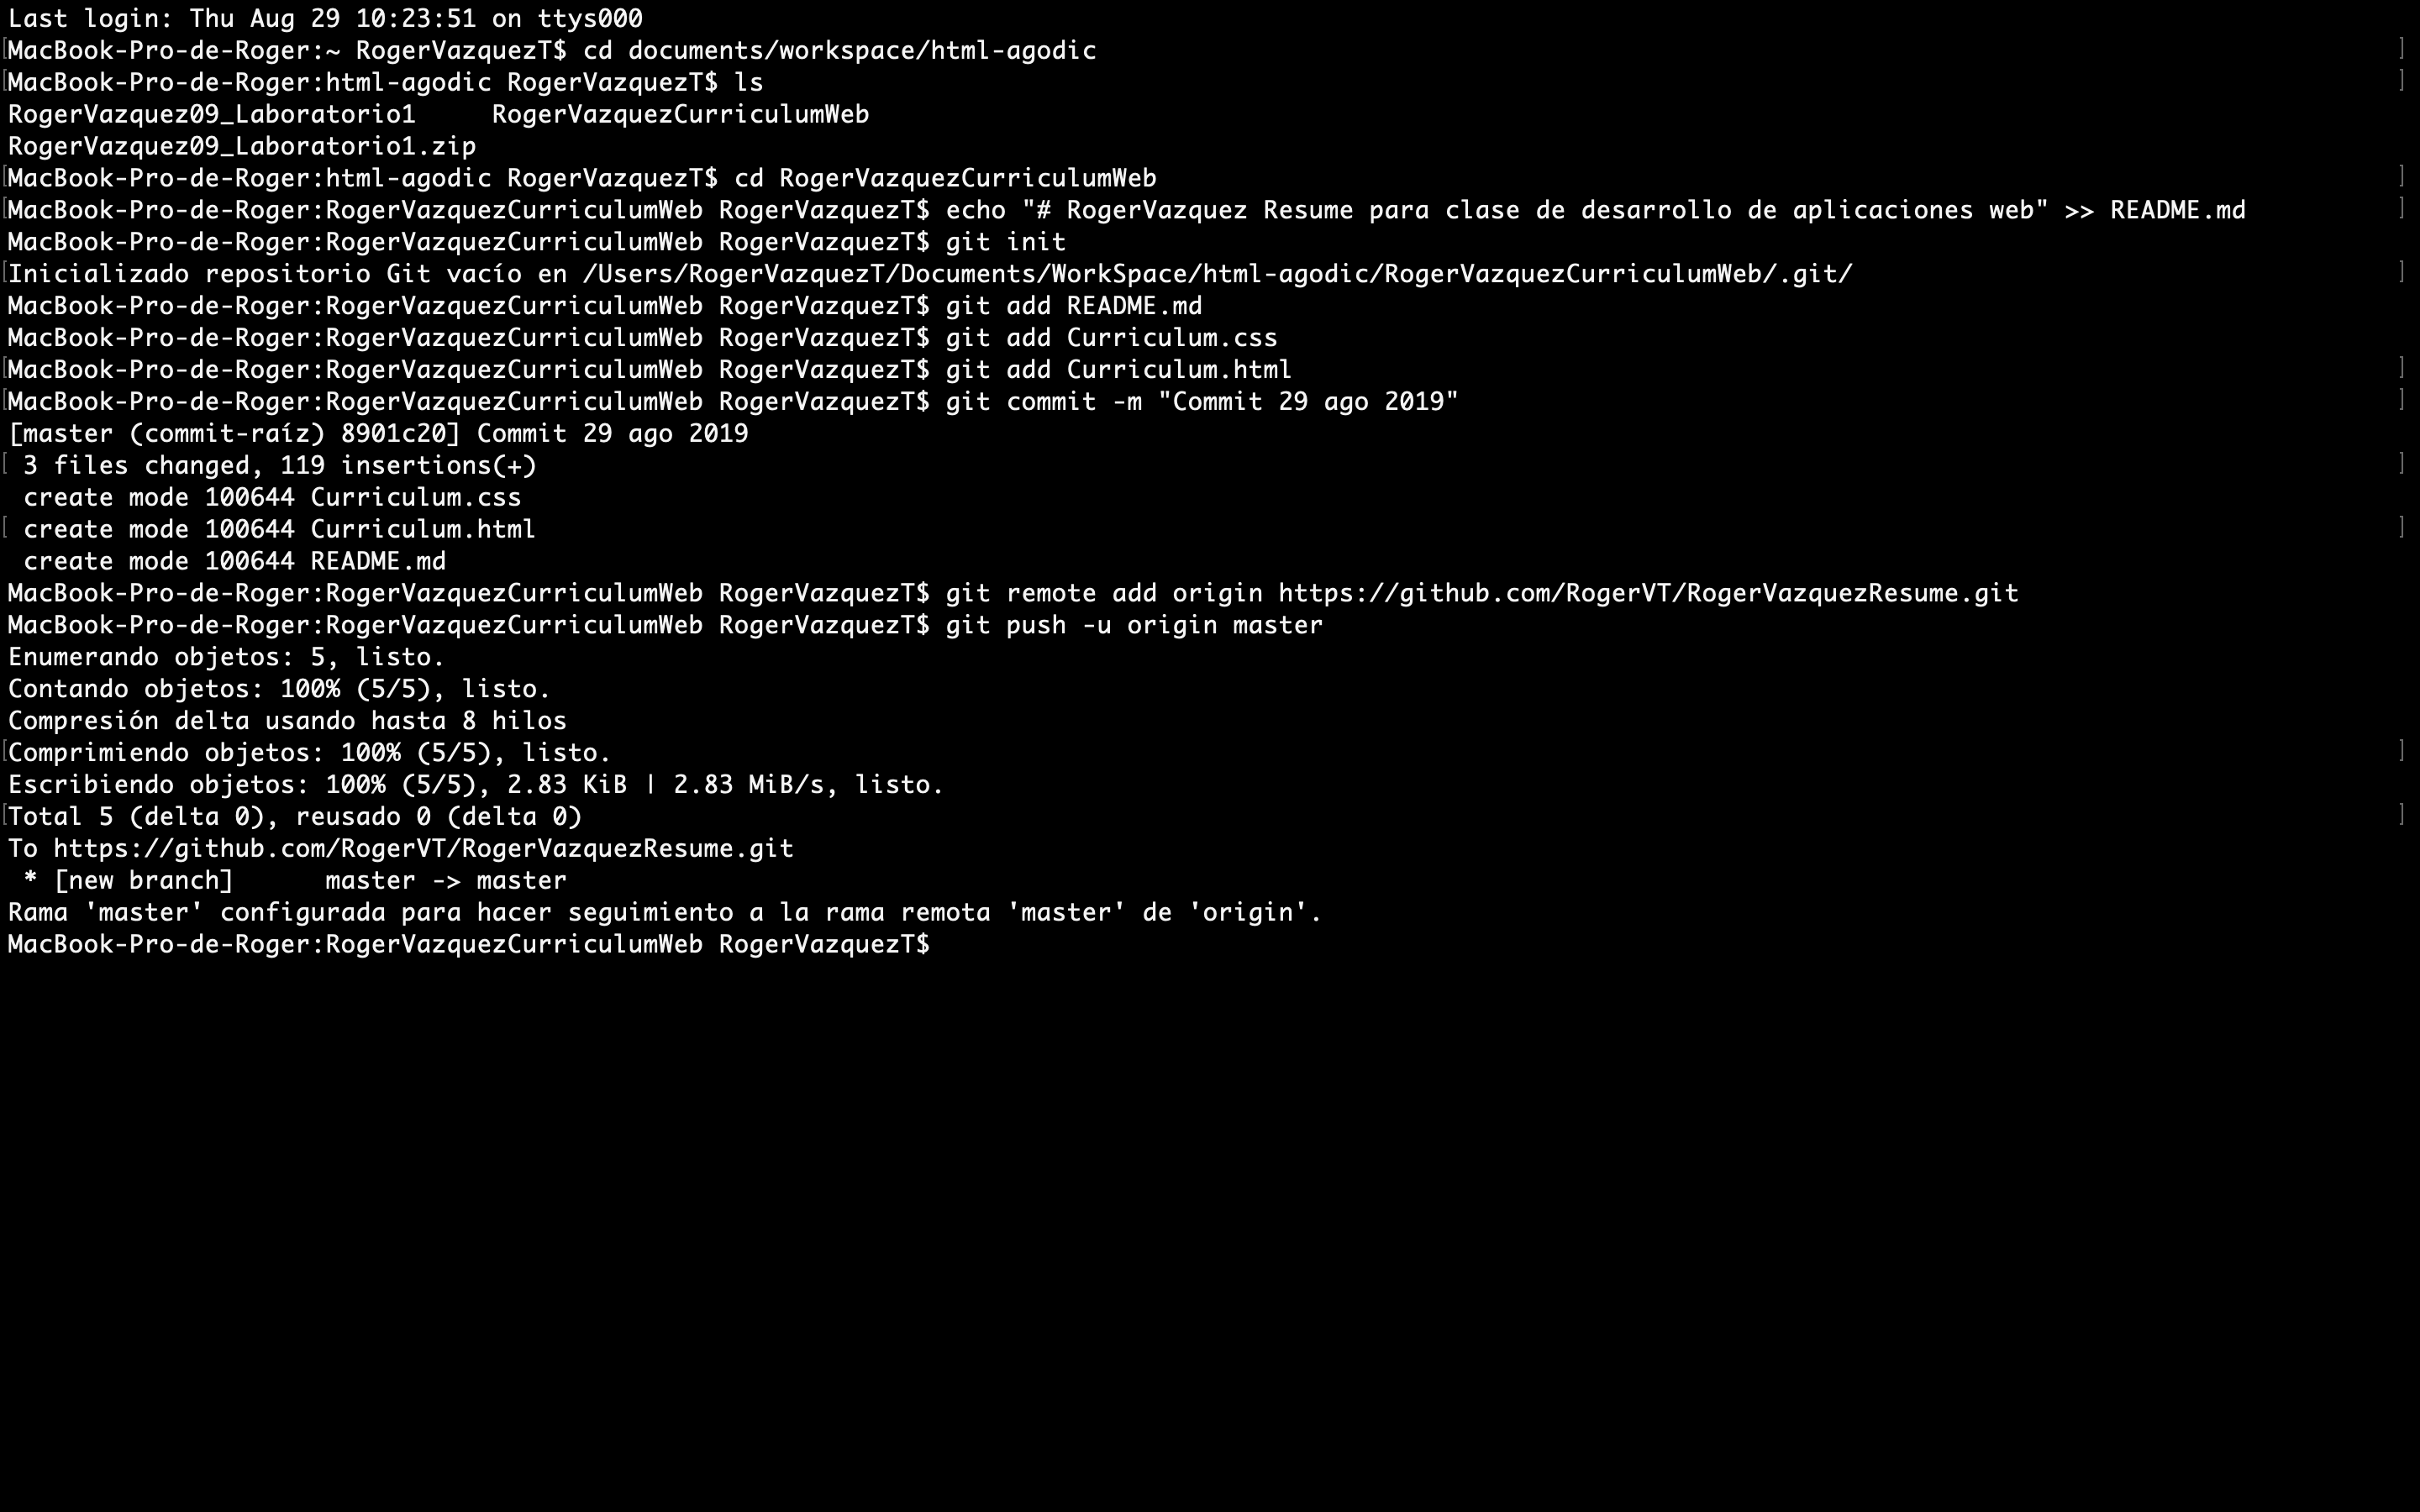 Last login: Thu Aug 29 10:23:51 on ttys000
[MacBook-Pro-de-Roger:~ RogerVazquezT$ cd documents/workspace/html-agodic ]
[MacBook-Pro-de-Roger:html-agodic RogerVazquezT$ ls ]
RogerVazquez09_Laboratorio1     RogerVazquezCurriculumWeb
RogerVazquez09_Laboratorio1.zip
[MacBook-Pro-de-Roger:html-agodic RogerVazquezT$ cd RogerVazquezCurriculumWeb ]
[MacBook-Pro-de-Roger:RogerVazquezCurriculumWeb RogerVazquezT$ echo "# RogerVazquez Resume para clase de desarrollo de aplicaciones web" >> README.md ]
MacBook-Pro-de-Roger:RogerVazquezCurriculumWeb RogerVazquezT$ git init
[Inicializado repositorio Git vacío en /Users/RogerVazquezT/Documents/WorkSpace/html-agodic/RogerVazquezCurriculumWeb/.git/ ]
MacBook-Pro-de-Roger:RogerVazquezCurriculumWeb RogerVazquezT$ git add README.md
MacBook-Pro-de-Roger:RogerVazquezCurriculumWeb RogerVazquezT$ git add Curriculum.css
[MacBook-Pro-de-Roger:RogerVazquezCurriculumWeb RogerVazquezT$ git add Curriculum.html ]
[MacBook-Pro-de-Roger:RogerVazquezCurriculumWeb RogerVazquezT$ git commit -m "Commit 29 ago 2019" ]
[master (commit-raíz) 8901c20] Commit 29 ago 2019
[ 3 files changed, 119 insertions(+) ]
 create mode 100644 Curriculum.css
[ create mode 100644 Curriculum.html ]
 create mode 100644 README.md
MacBook-Pro-de-Roger:RogerVazquezCurriculumWeb RogerVazquezT$ git remote add origin https://github.com/RogerVT/RogerVazquezResume.git
MacBook-Pro-de-Roger:RogerVazquezCurriculumWeb RogerVazquezT$ git push -u origin master
Enumerando objetos: 5, listo.
Contando objetos: 100% (5/5), listo.
Compresión delta usando hasta 8 hilos
[Comprimiendo objetos: 100% (5/5), listo. ]
Escribiendo objetos: 100% (5/5), 2.83 KiB | 2.83 MiB/s, listo.
[Total 5 (delta 0), reusado 0 (delta 0) ]
To https://github.com/RogerVT/RogerVazquezResume.git
 * [new branch]      master -> master
Rama 'master' configurada para hacer seguimiento a la rama remota 'master' de 'origin'.
MacBook-Pro-de-Roger:RogerVazquezCurriculumWeb RogerVazquezT$